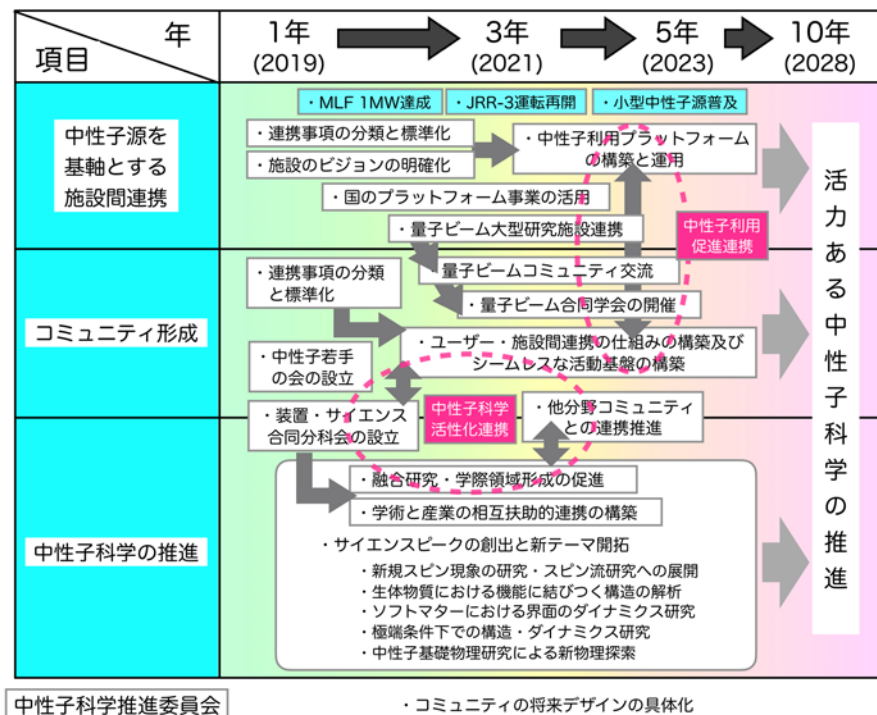 年
項目
1年
(2019)
3年
(2021)
5年
(2023)
10年
(2028)
中性子源を
基軸とする
施設間連携
・MLF 1MW達成
・JRR-3運転再開
・小型中性子源普及
・連携事項の分類と標準化
・施設のビジョンの明確化
・中性子利用プラットフォーム
の構築と運用
・国のプラットフォーム事業の活用
・量子ビーム大型研究施設連携
中性子利用
促進連携
コミュニティ形成
・連携事項の分類
と標準化
・量子ビームコミュニティ交流
・量子ビーム合同学会の開催
・ユーザー・施設間連携の仕組みの構築及び
シームレスな活動基盤の構築
・中性子若手
の会の設立
・装置・サイエンス
合同分科会の設立
中性子科学
活性化連携
・他分野コミュニティ
との連携推進
中性子科学の推進
・融合研究・学際領域形成の促進
・学術と産業の相互扶助的連携の構築
・サイエンスピークの創出と新テーマ開拓
・新規スピン現象の研究・スピン流研究への展開
・生体物質における機能に結びつく構造の解析
・ソフトマターにおける界面のダイナミクス研究
・極端条件下での構造・ダイナミクス研究
・中性子基礎物理研究による新物理探索
活力ある中性子科学の推進
中性子科学推進委員会
・コミュニティの将来デザインの具体化